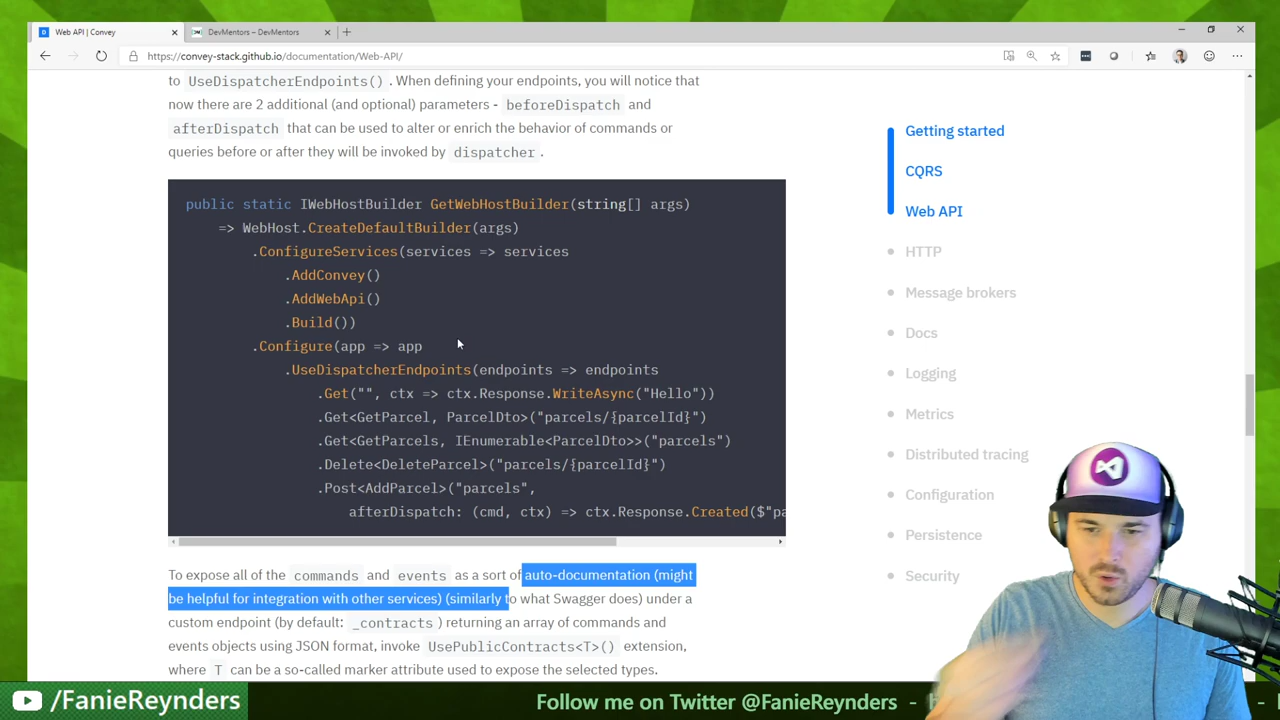 Web API | Convey
DevMentors – DevMentors
https://convey-stack.github.io/documentation/Web-API/
to UseDispatcherEndpoints() . When defining your endpoints, you will notice that
now there are 2 additional (and optional) parameters - beforeDispatch and
afterDispatch that can be used to alter or enrich the behavior of commands or
queries before or after they will be invoked by dispatcher .
public static IWebHostBuilder GetWebHostBuilder(string[] args)
=> WebHost.CreateDefaultBuilder(args)
.ConfigureServices(services => services
.AddConvey()
.AddWebApi()
.Build())
.Configure(app => app
.UseDispatcherEndpoints(endpoints => endpoints
.Get("", ctx => ctx.Response.WriteAsync("Hello"))
.Get<GetParcel, ParcelDto>("parcels/{parcelId}")
.Get<GetParcels, IEnumerable<ParcelDto>>("parcels")
.Delete<DeleteParcel>("parcels/{parcelId}")
.Post<AddParcel>("parcels",
afterDispatch: (cmd, ctx) => ctx.Response.Created($"pa
To expose all of the commands and events as a sort of auto-documentation (might
be helpful for integration with other services) (similarly to what Swagger does) under a
custom endpoint (by default: _contracts ) returning an array of commands and
events objects using JSON format, invoke UsePublicContracts<T>() extension,
where T can be a so-called marker attribute used to expose the selected types.
Getting started
CQRS
Web API
HTTP
Message brokers
Docs
Logging
Metrics
Distributed tracing
Configuration
Persistence
Security
/FanieReynders
Follow me on Twitter @FanieReynders -